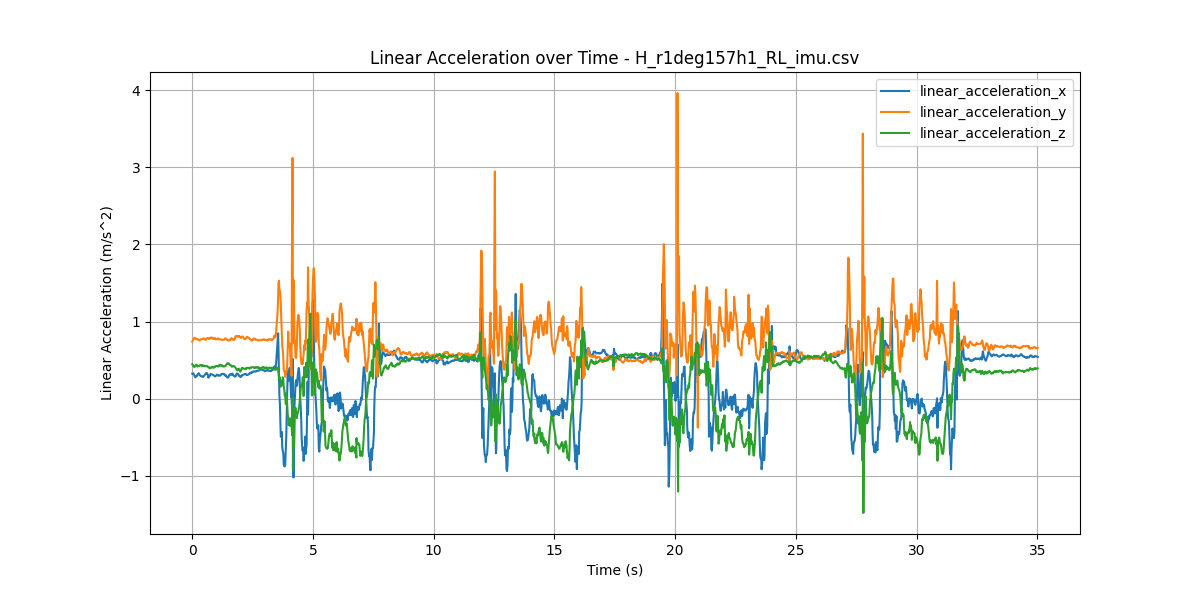 Linear Acceleration over Time - H_r1deg157h1_RL_imu.csv
linear_acceleration_x
linear_acceleration_y
linear_acceleration_z
Linear Acceleration (m/s^2)
4
3
2
1
0
−1
0 5 10 15 20 25 30 35
Time (s)